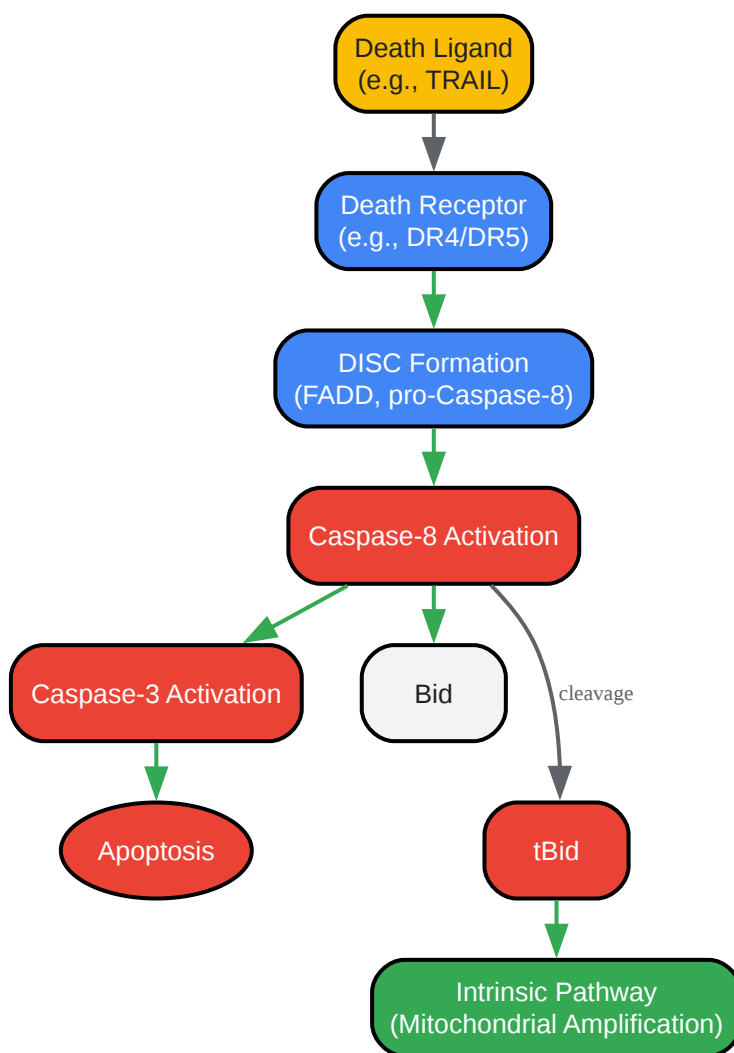 Death Ligand
(e.g., TRAIL)
Death Receptor
(e.g., DR4/DR5)
DISC Formation
(FADD, pro-Caspase-8)
Caspase-8 Activation
Caspase-3 Activation
Bid
cleavage
Apoptosis
tBid
Intrinsic Pathway
(Mitochondrial Amplification)